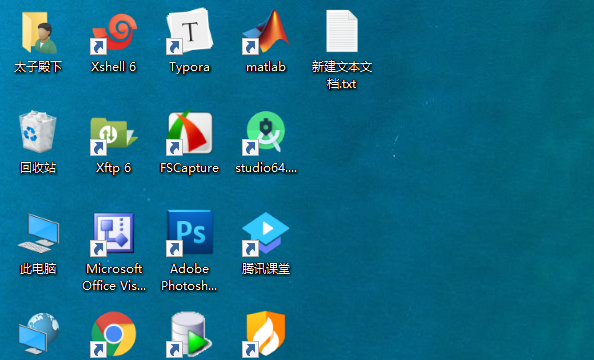 太子殿下
Xshell 6
T
Typora
matlab
新建文本文
档.txt
回收站
Xftp 6
FSCapture
studio64....
此电脑
Microsoft
Office Vis...
Ps
Adobe
Photosh...
腾讯课堂